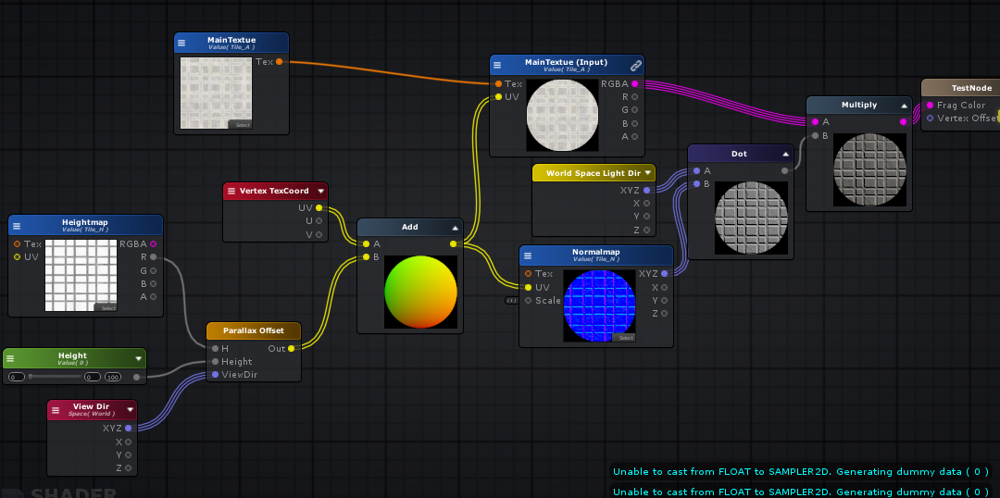 MainTextue
Value( Tile_A )
Tex
Select
MainTextue (Input)
Value( Tile_A )
Tex
UV
RGBA
R
G
B
A
TestNode
Frag Color
Vertex Offse
Multiply
A
B
Dot
A
B
World Space Light Dir
XYZ
X
Y
Z
Vertex TexCoord
UV
U
V
Heightmap
Value( Tile_H )
Tex
UV
RGBA
R
G
B
A
Select
Add
A
B
Normalmap
Value( Tile_N )
Tex
UV
Scale
XYZ
X
Y
Z
Select
Parallax Offset
H
Height
ViewDir
Out
Height
Value( 0 )
0
0
100
View Dir
Space( World )
XYZ
X
Y
Z
SHADER
Unable to cast from FLOAT to SAMPLER2D. Generating dummy data ( 0 )
Unable to cast from FLOAT to SAMPLER2D. Generating dummy data ( 0 )